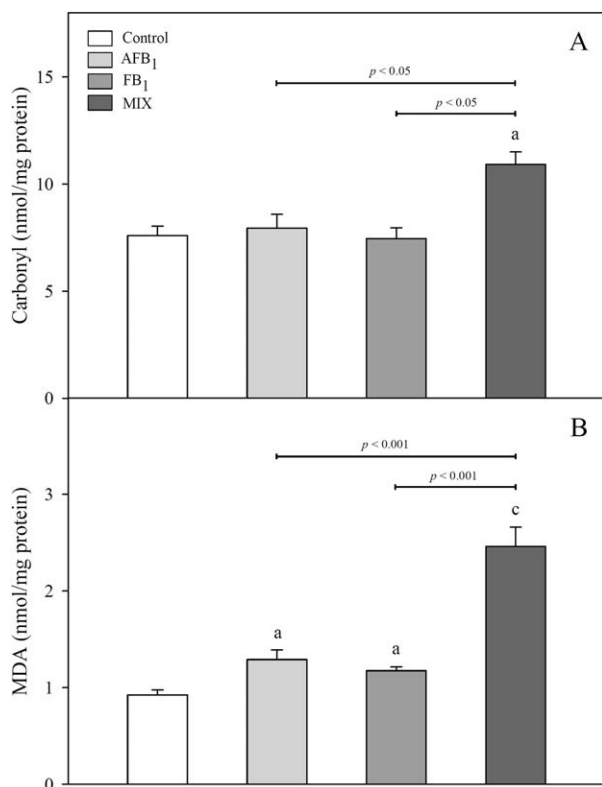 Control
AFB1
FB1
MIX
A
15
10
5
0
Carbonyl (nmol/mg protein)
p < 0.05
p < 0.05
a
B
3
2
1
0
MDA (nmol/mg protein)
p < 0.001
p < 0.001
c
a
a